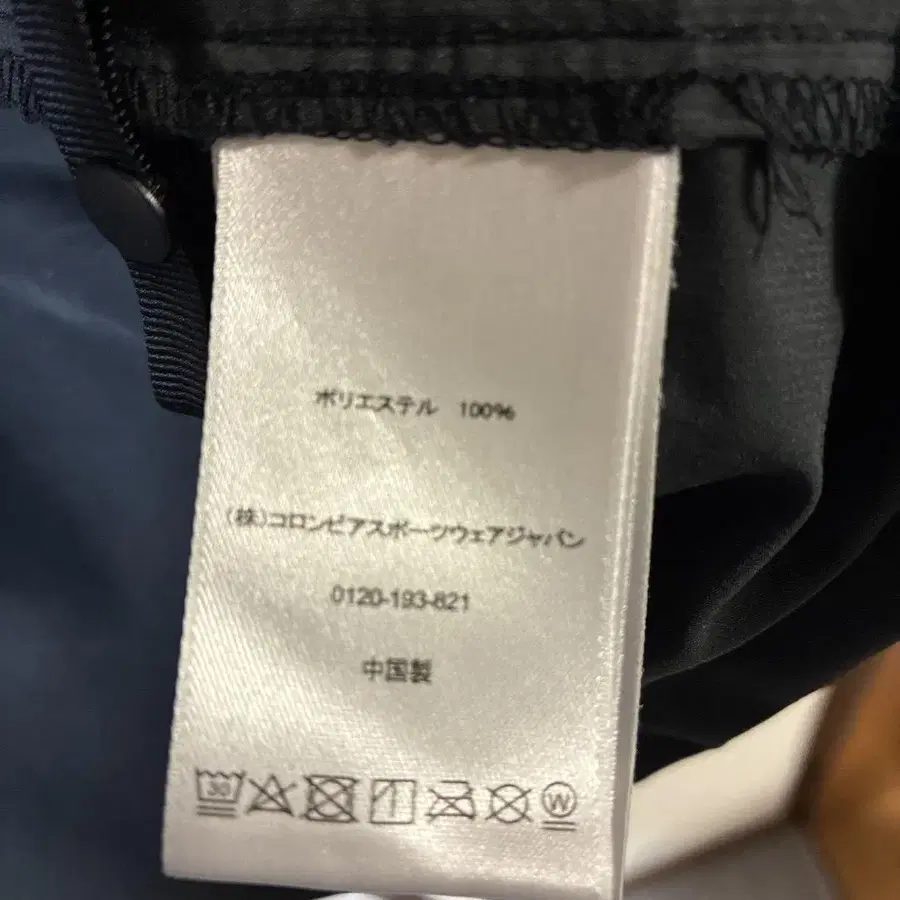 ポリエステル 100%
(株)コロンビアスポーツウェアジャパン
0120-193-821
中国製
30
W